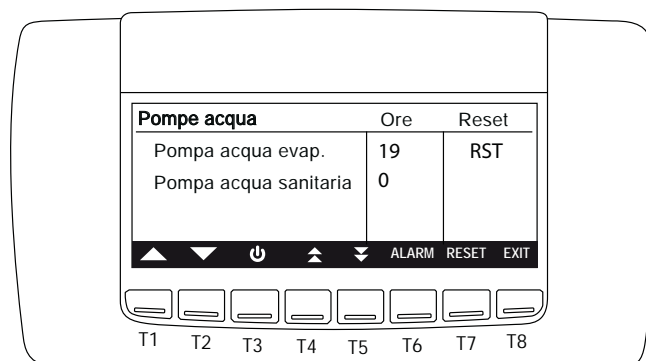 Pompe acqua Ore Reset
Pompa acqua evap. 19 RST
Pompa acqua sanitaria 0
ALARM RESET EXIT
T1 T2 T3 T4 T5 T6 T7 T8